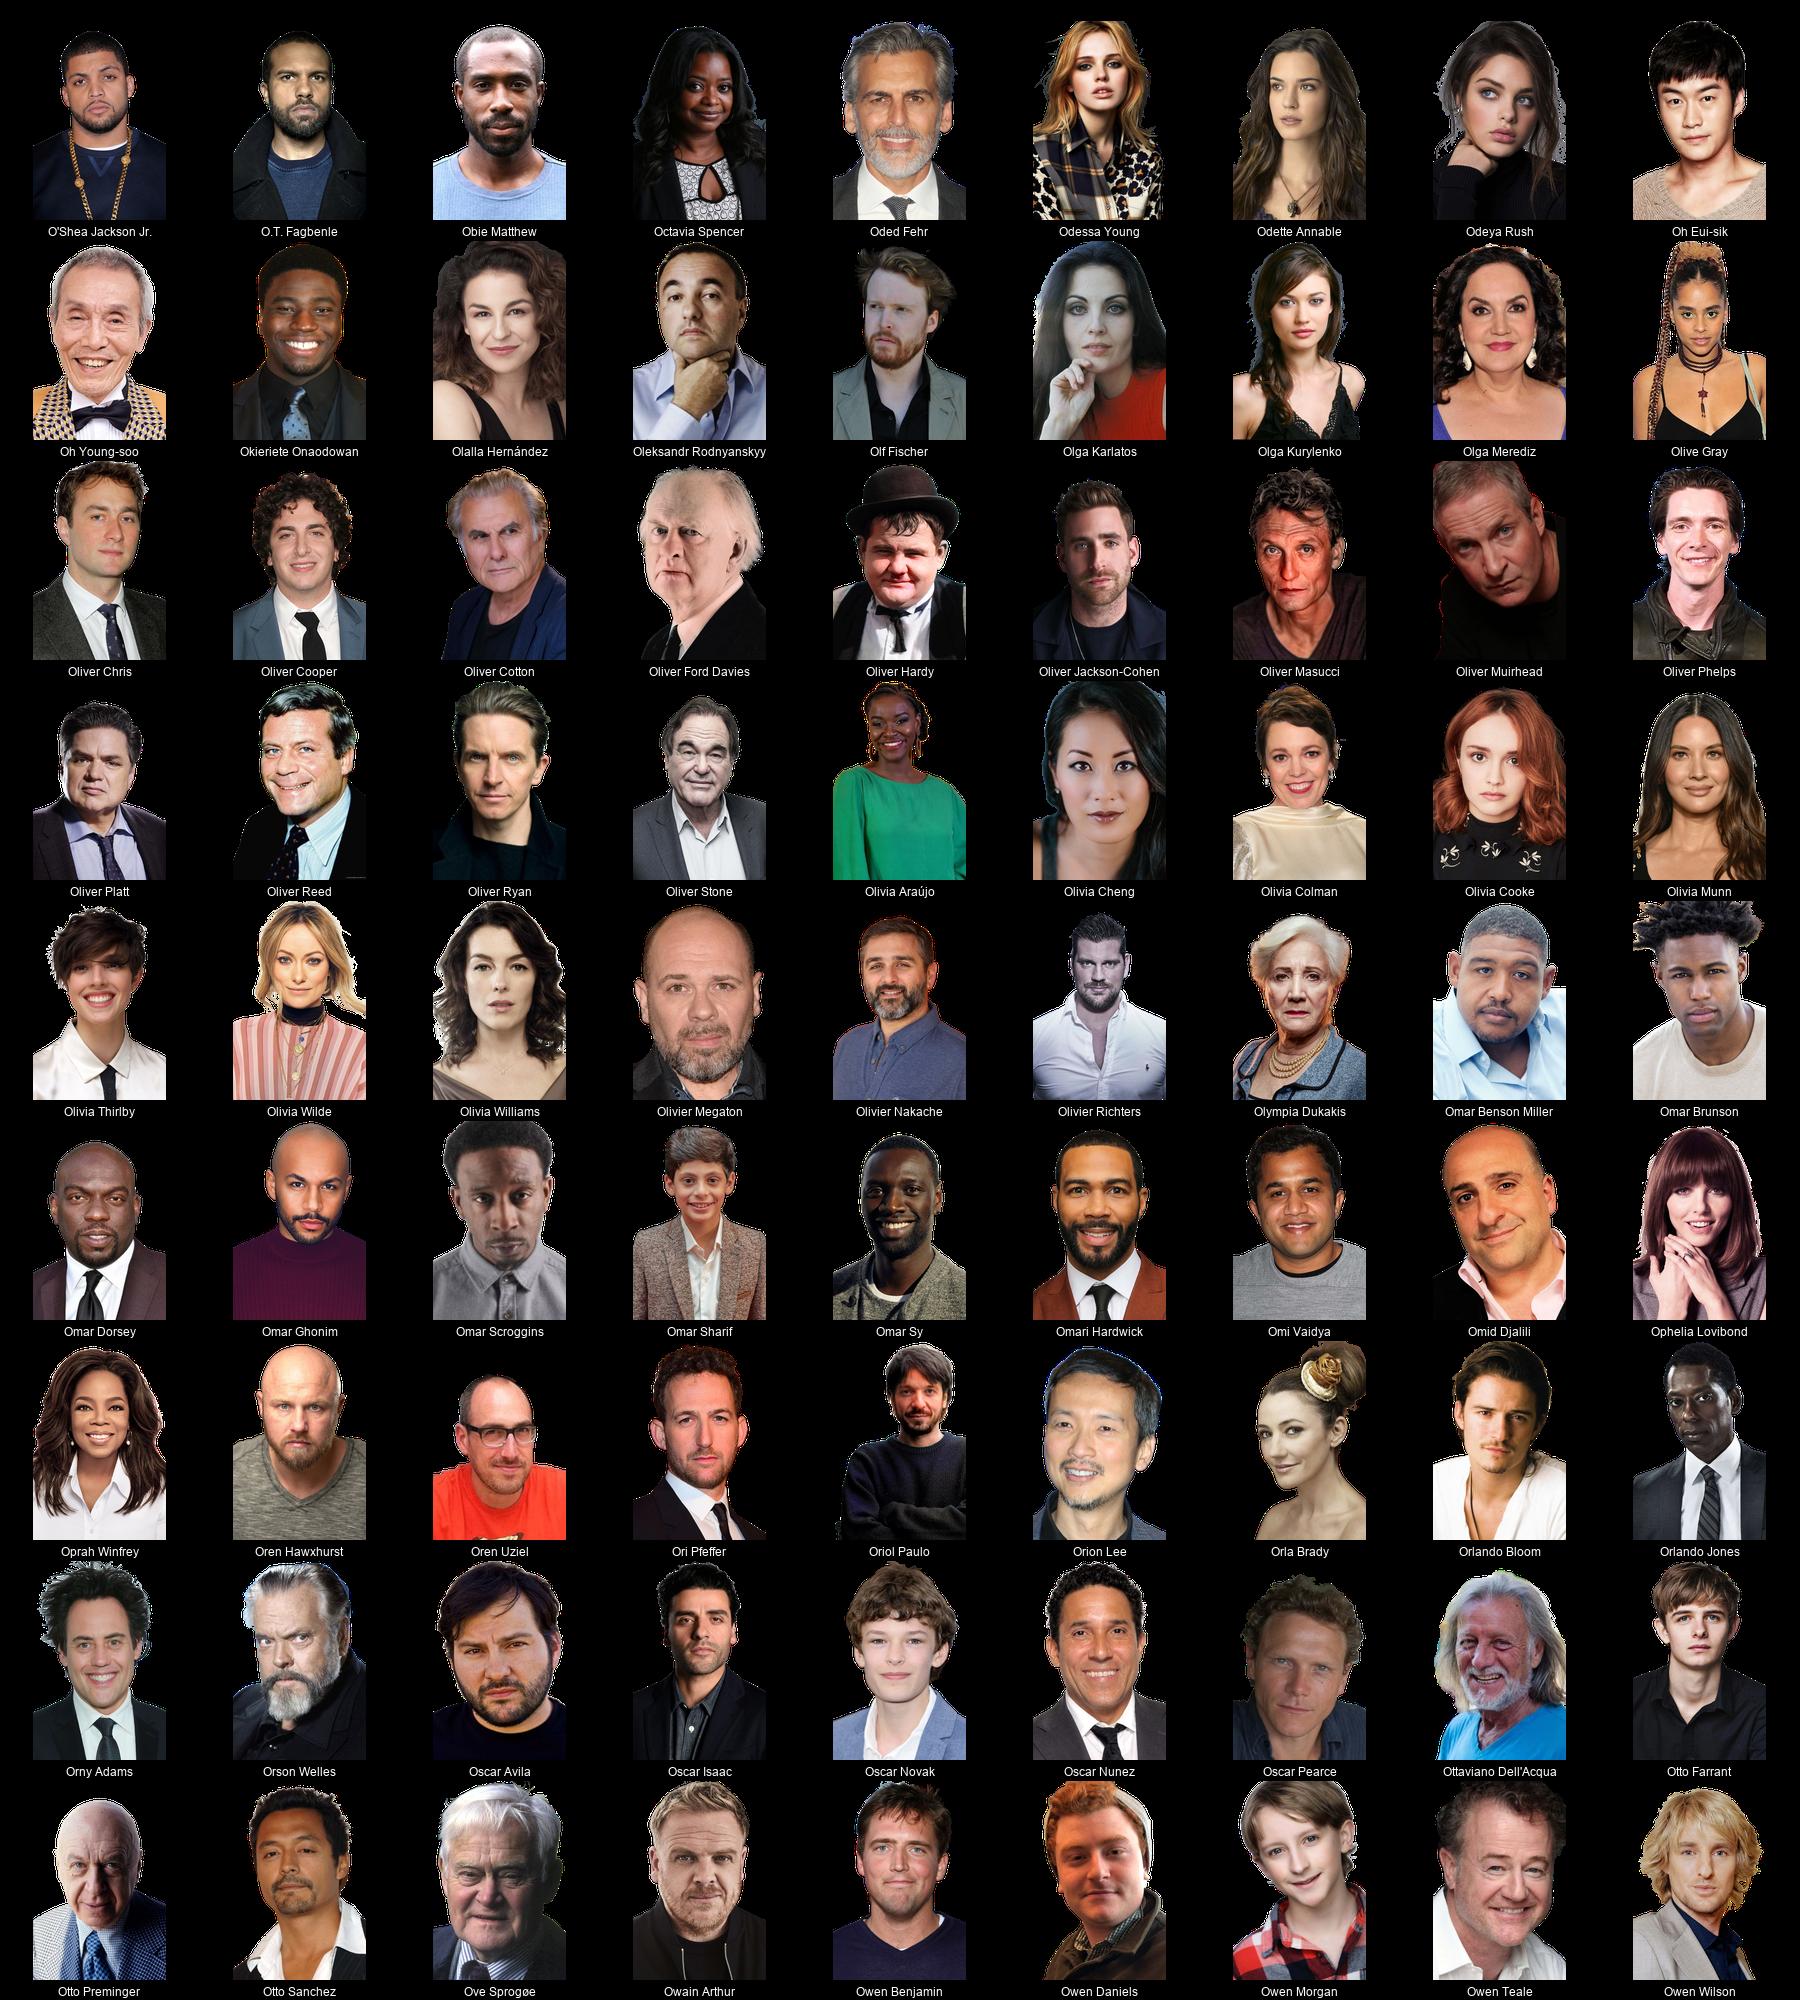 O'Shea Jackson Jr.
O.T. Fagbenle
Obie Matthew
Octavia Spencer
Oded Fehr
Odessa Young
Odette Annable
Odeya Rush
Oh Eui-sik
Oh Young-soo
Okieriete Onaodowan
Olalla Hernández
Oleksandr Rodnyanskyy
Olf Fischer
Olga Karlatos
Olga Kurylenko
Olga Merediz
Olive Gray
Oliver Chris
Oliver Cooper
Oliver Cotton
Oliver Ford Davies
Oliver Hardy
Oliver Jackson-Cohen
Oliver Masucci
Oliver Muirhead
Oliver Phelps
Oliver Platt
Oliver Reed
Oliver Ryan
Oliver Stone
Olivia Araújo
Olivia Cheng
Olivia Colman
Olivia Cooke
Olivia Munn
Olivia Thirlby
Olivia Wilde
Olivia Williams
Olivier Megaton
Olivier Nakache
Olivier Richters
Olympia Dukakis
Omar Benson Miller
Omar Brunson
Omar Dorsey
Omar Ghonim
Omar Scroggins
Omar Sharif
Omar Sy
Omari Hardwick
Omi Vaidya
Omid Djalili
Ophelia Lovibond
Oprah Winfrey
Oren Hawxhurst
Oren Uziel
Ori Pfeffer
Oriol Paulo
Orion Lee
Orla Brady
Orlando Bloom
Orlando Jones
Orny Adams
Orson Welles
Oscar Avila
Oscar Isaac
Oscar Novak
Oscar Nunez
Oscar Pearce
Ottaviano Dell'Acqua
Otto Farrant
Otto Preminger
Otto Sanchez
Ove Sprogøe
Owain Arthur
Owen Benjamin
Owen Daniels
Owen Morgan
Owen Teale
Owen Wilson